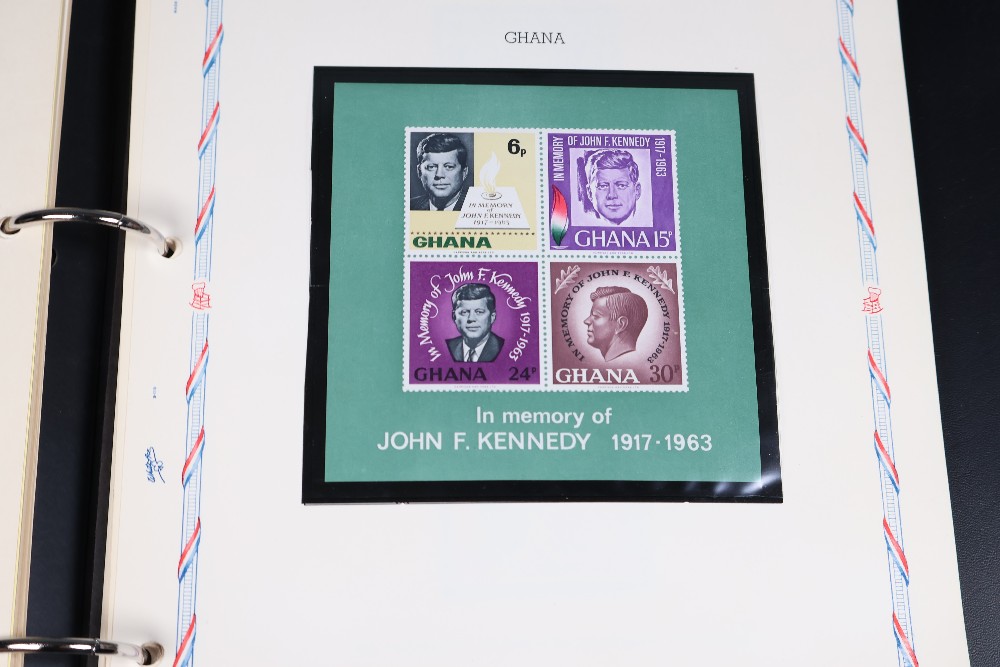 GHANA
6P
IN MEMORY
of
JOHN F. KENNEDY
1917-1963
GHANA
IN MEMORY OF JOHN F. KENNEDY 1917-1963
GHANA 15P
In Memory of John F. Kennedy 1917-1963
GHANA 24P
IN MEMORY OF JOHN F. KENNEDY 1917-1963
GHANA 30P
In memory of
JOHN F. KENNEDY 1917·1963